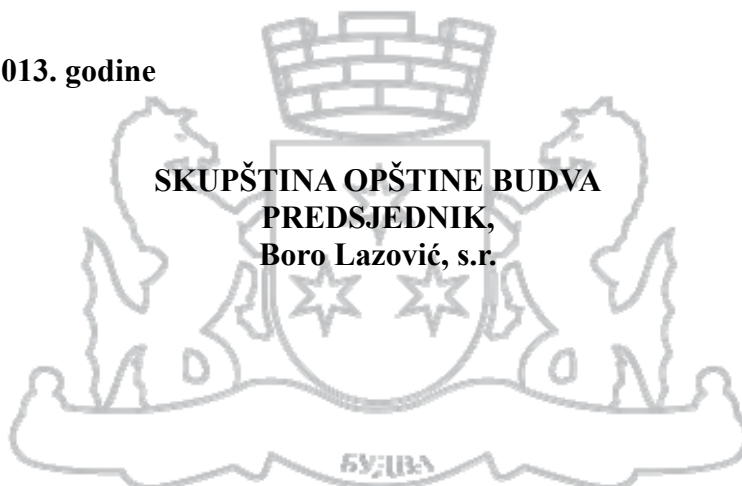 013. godine
SKUPŠTINA OPŠTINE BUDVA
PREDSJEDNIK,
Boro Lazović, s.r.
БУДВА